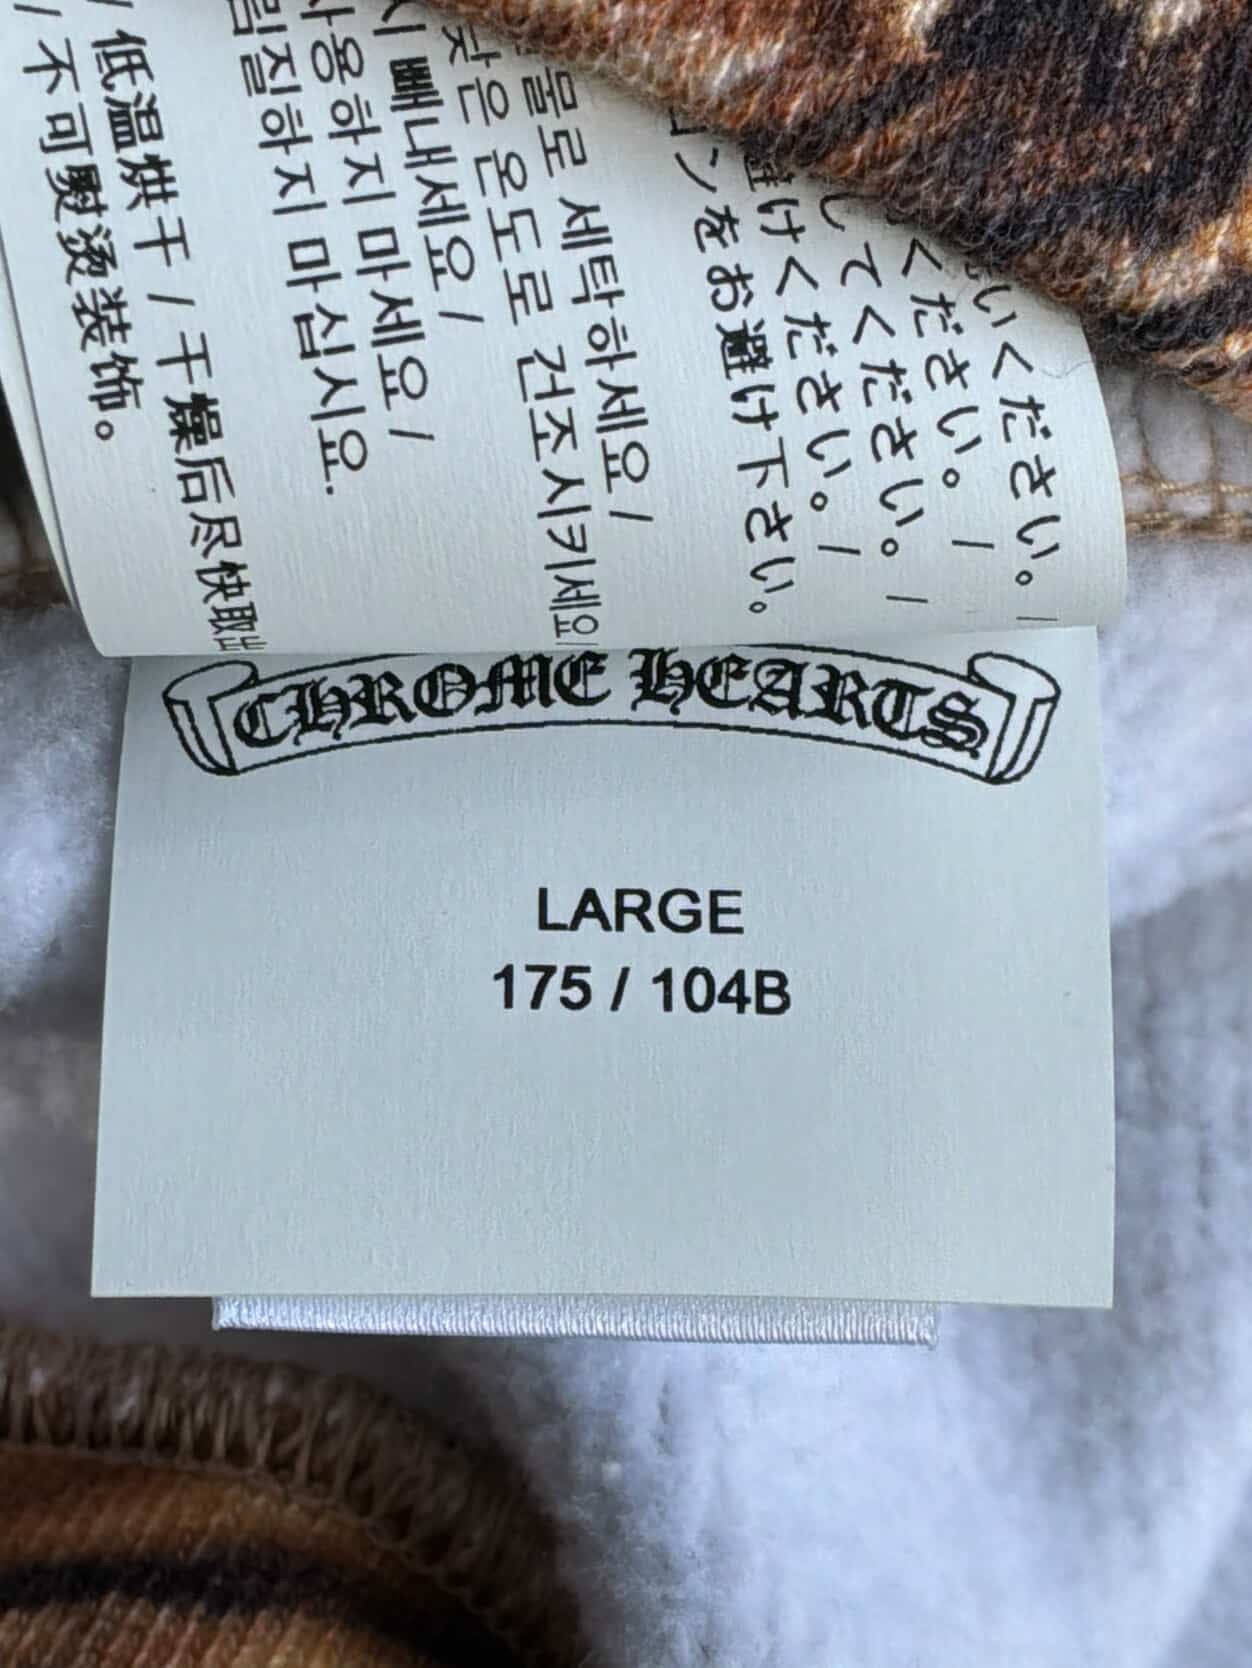 低温烘干 / 干燥后尽快取出
/ 不可熨烫装饰。
물로 세탁하세요 /
낮은 온도로 건조시키세요/
빼내세요 /
사용하지 마세요 /
림질하지 마십시요.
ください。 /
ください。 /
してください。 /
避けください。 /
ンをお避け下さい。
CHROME HEARTS
LARGE
175 / 104B